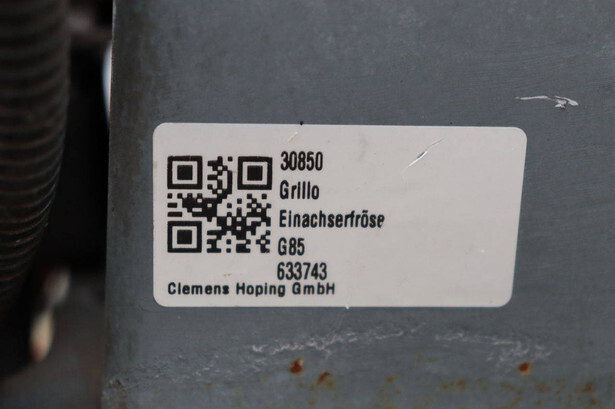 30850
Grillo
Einachserfröse
G85
633743
Clemens Hoping GmbH